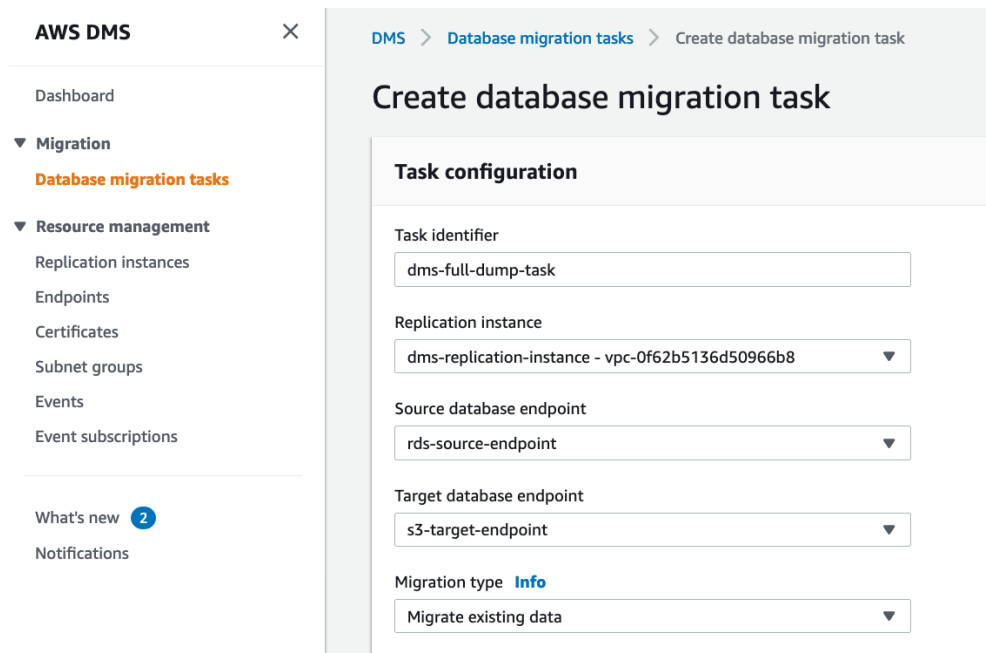 AWS DMS
Dashboard
Migration
Database migration tasks
Resource management
Replication instances
Endpoints
Certificates
Subnet groups
Events
Event subscriptions
What's new 2
Notifications
DMS > Database migration tasks > Create database migration task
Create database migration task
Task configuration
Task identifier
dms-full-dump-task
Replication instance
dms-replication-instance - vpc-0f62b5136d50966b8
Source database endpoint
rds-source-endpoint
Target database endpoint
s3-target-endpoint
Migration type Info
Migrate existing data